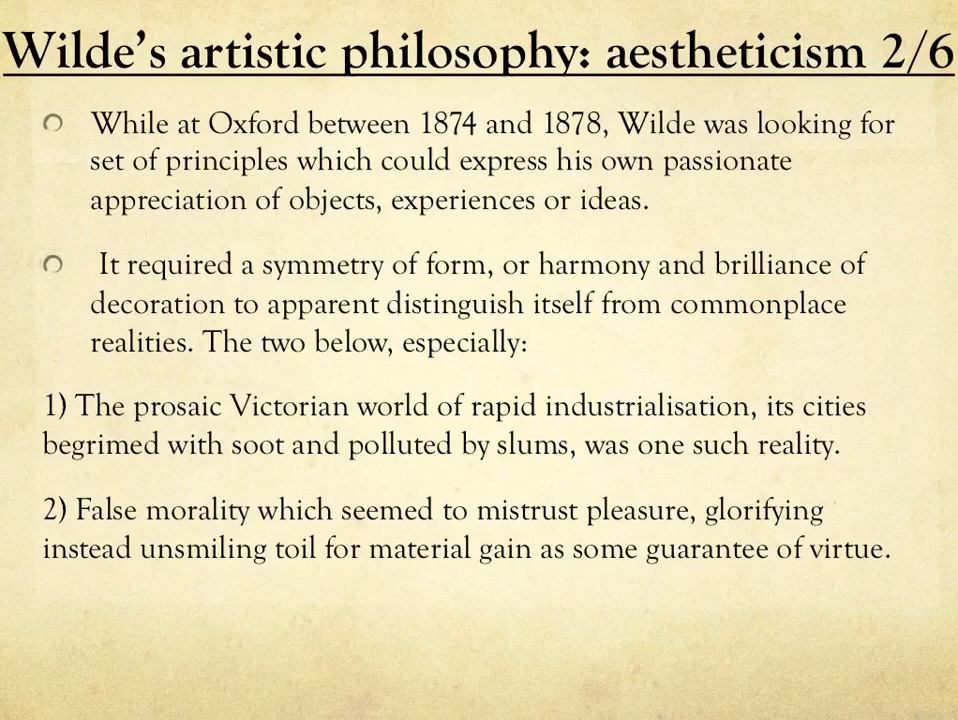 Wilde’s artistic philosophy: aestheticism 2/6
While at Oxford between 1874 and 1878, Wilde was looking for
set of principles which could express his own passionate
appreciation of objects, experiences or ideas.
It required a symmetry of form, or harmony and brilliance of
decoration to apparent distinguish itself from commonplace
realities. The two below, especially:
1) The prosaic Victorian world of rapid industrialisation, its cities
begrimed with soot and polluted by slums, was one such reality.
2) False morality which seemed to mistrust pleasure, glorifying
instead unsmiling toil for material gain as some guarantee of virtue.